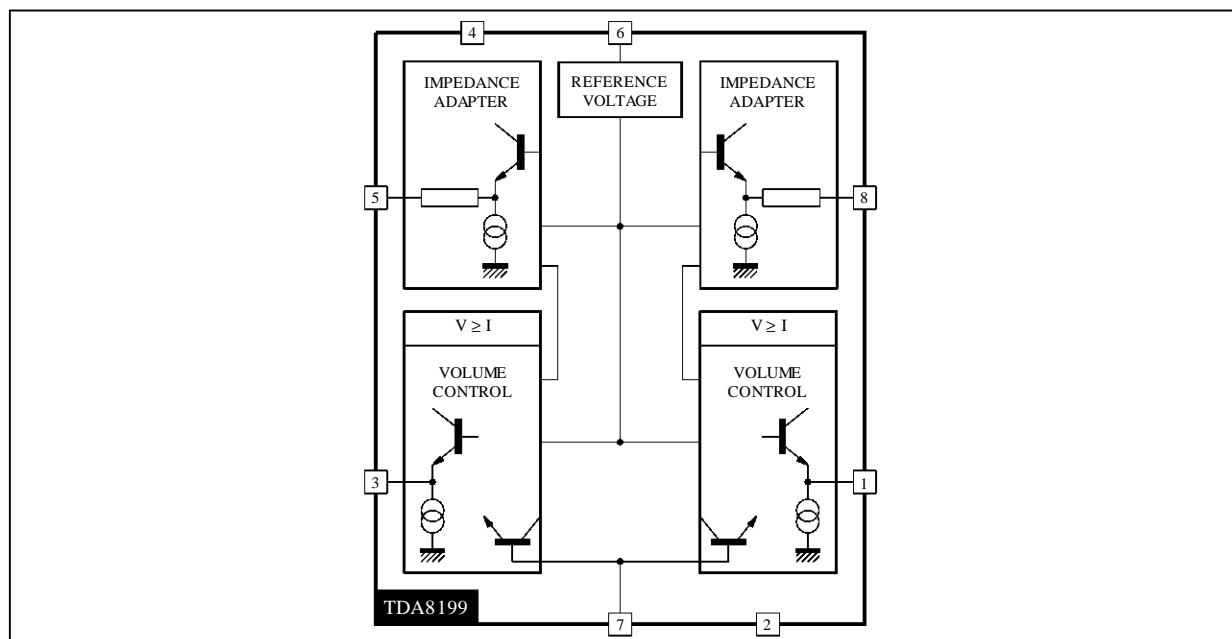 4
6
IMPEDANCE
ADAPTER
REFERENCE
VOLTAGE
IMPEDANCE
ADAPTER
5
8
V ≥ I
V ≥ I
VOLUME
CONTROL
VOLUME
CONTROL
3
1
TDA8199
7
2